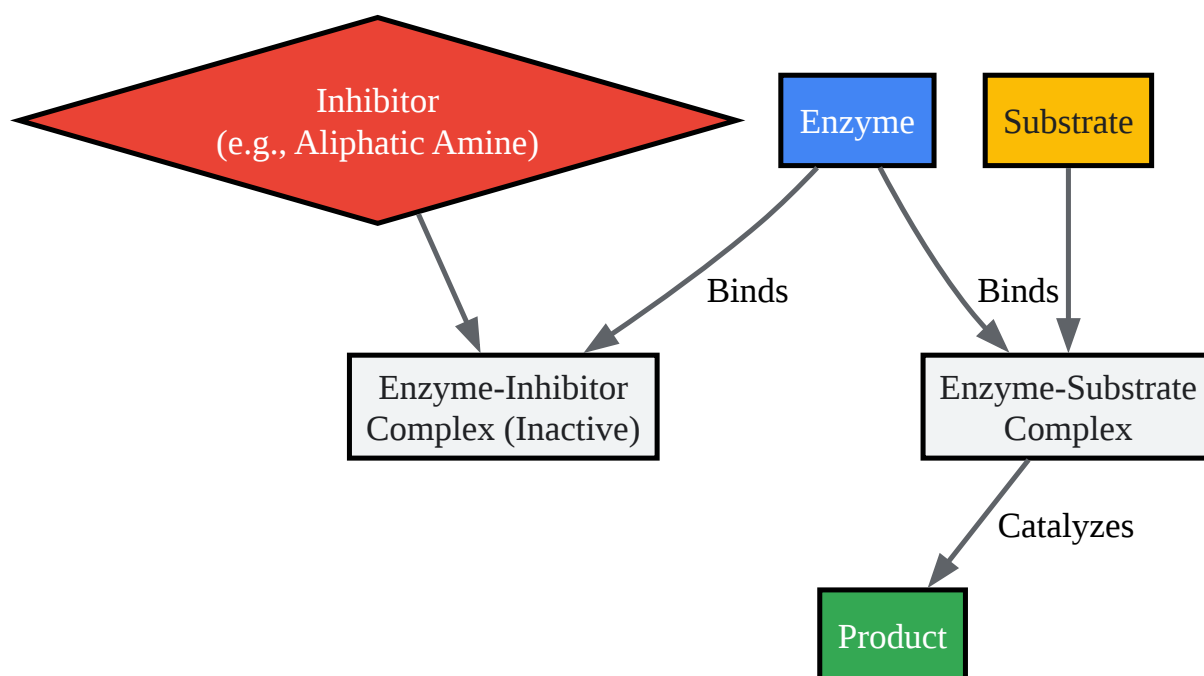 Inhibitor
(e.g., Aliphatic Amine)
Enzyme
Substrate
Binds
Binds
Enzyme-Inhibitor
Complex (Inactive)
Enzyme-Substrate
Complex
Catalyzes
Product